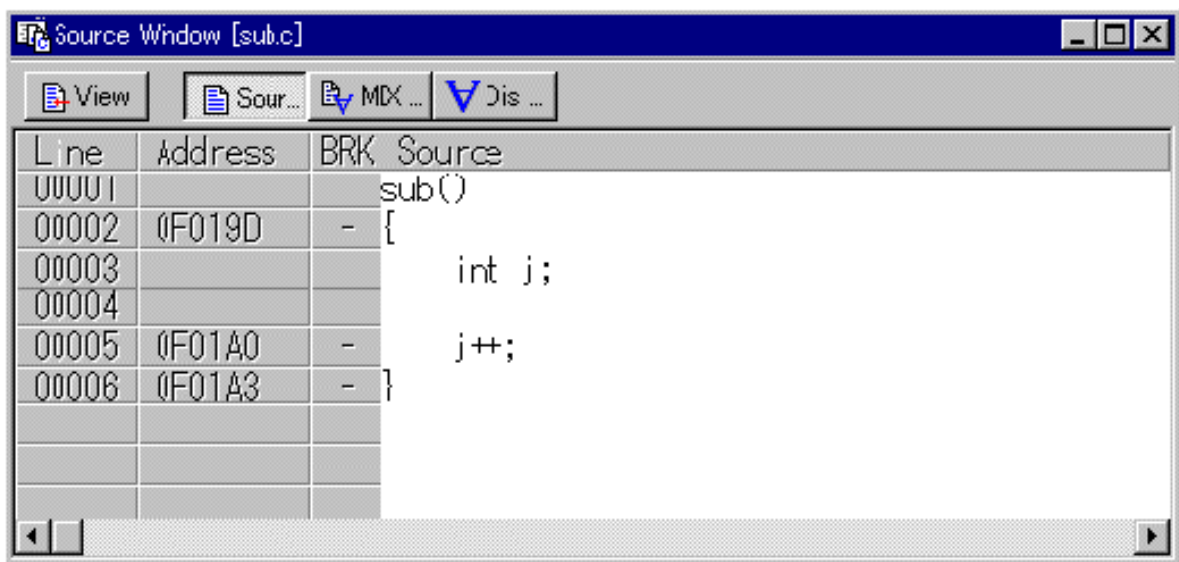 Source Window [sub.c]
View Sour... MIX ... Dis ...
Line Address BRK Source
00001 sub()
00002 0F019D - {
00003 int j;
00004
00005 0F01A0 - j++;
00006 0F01A3 - }